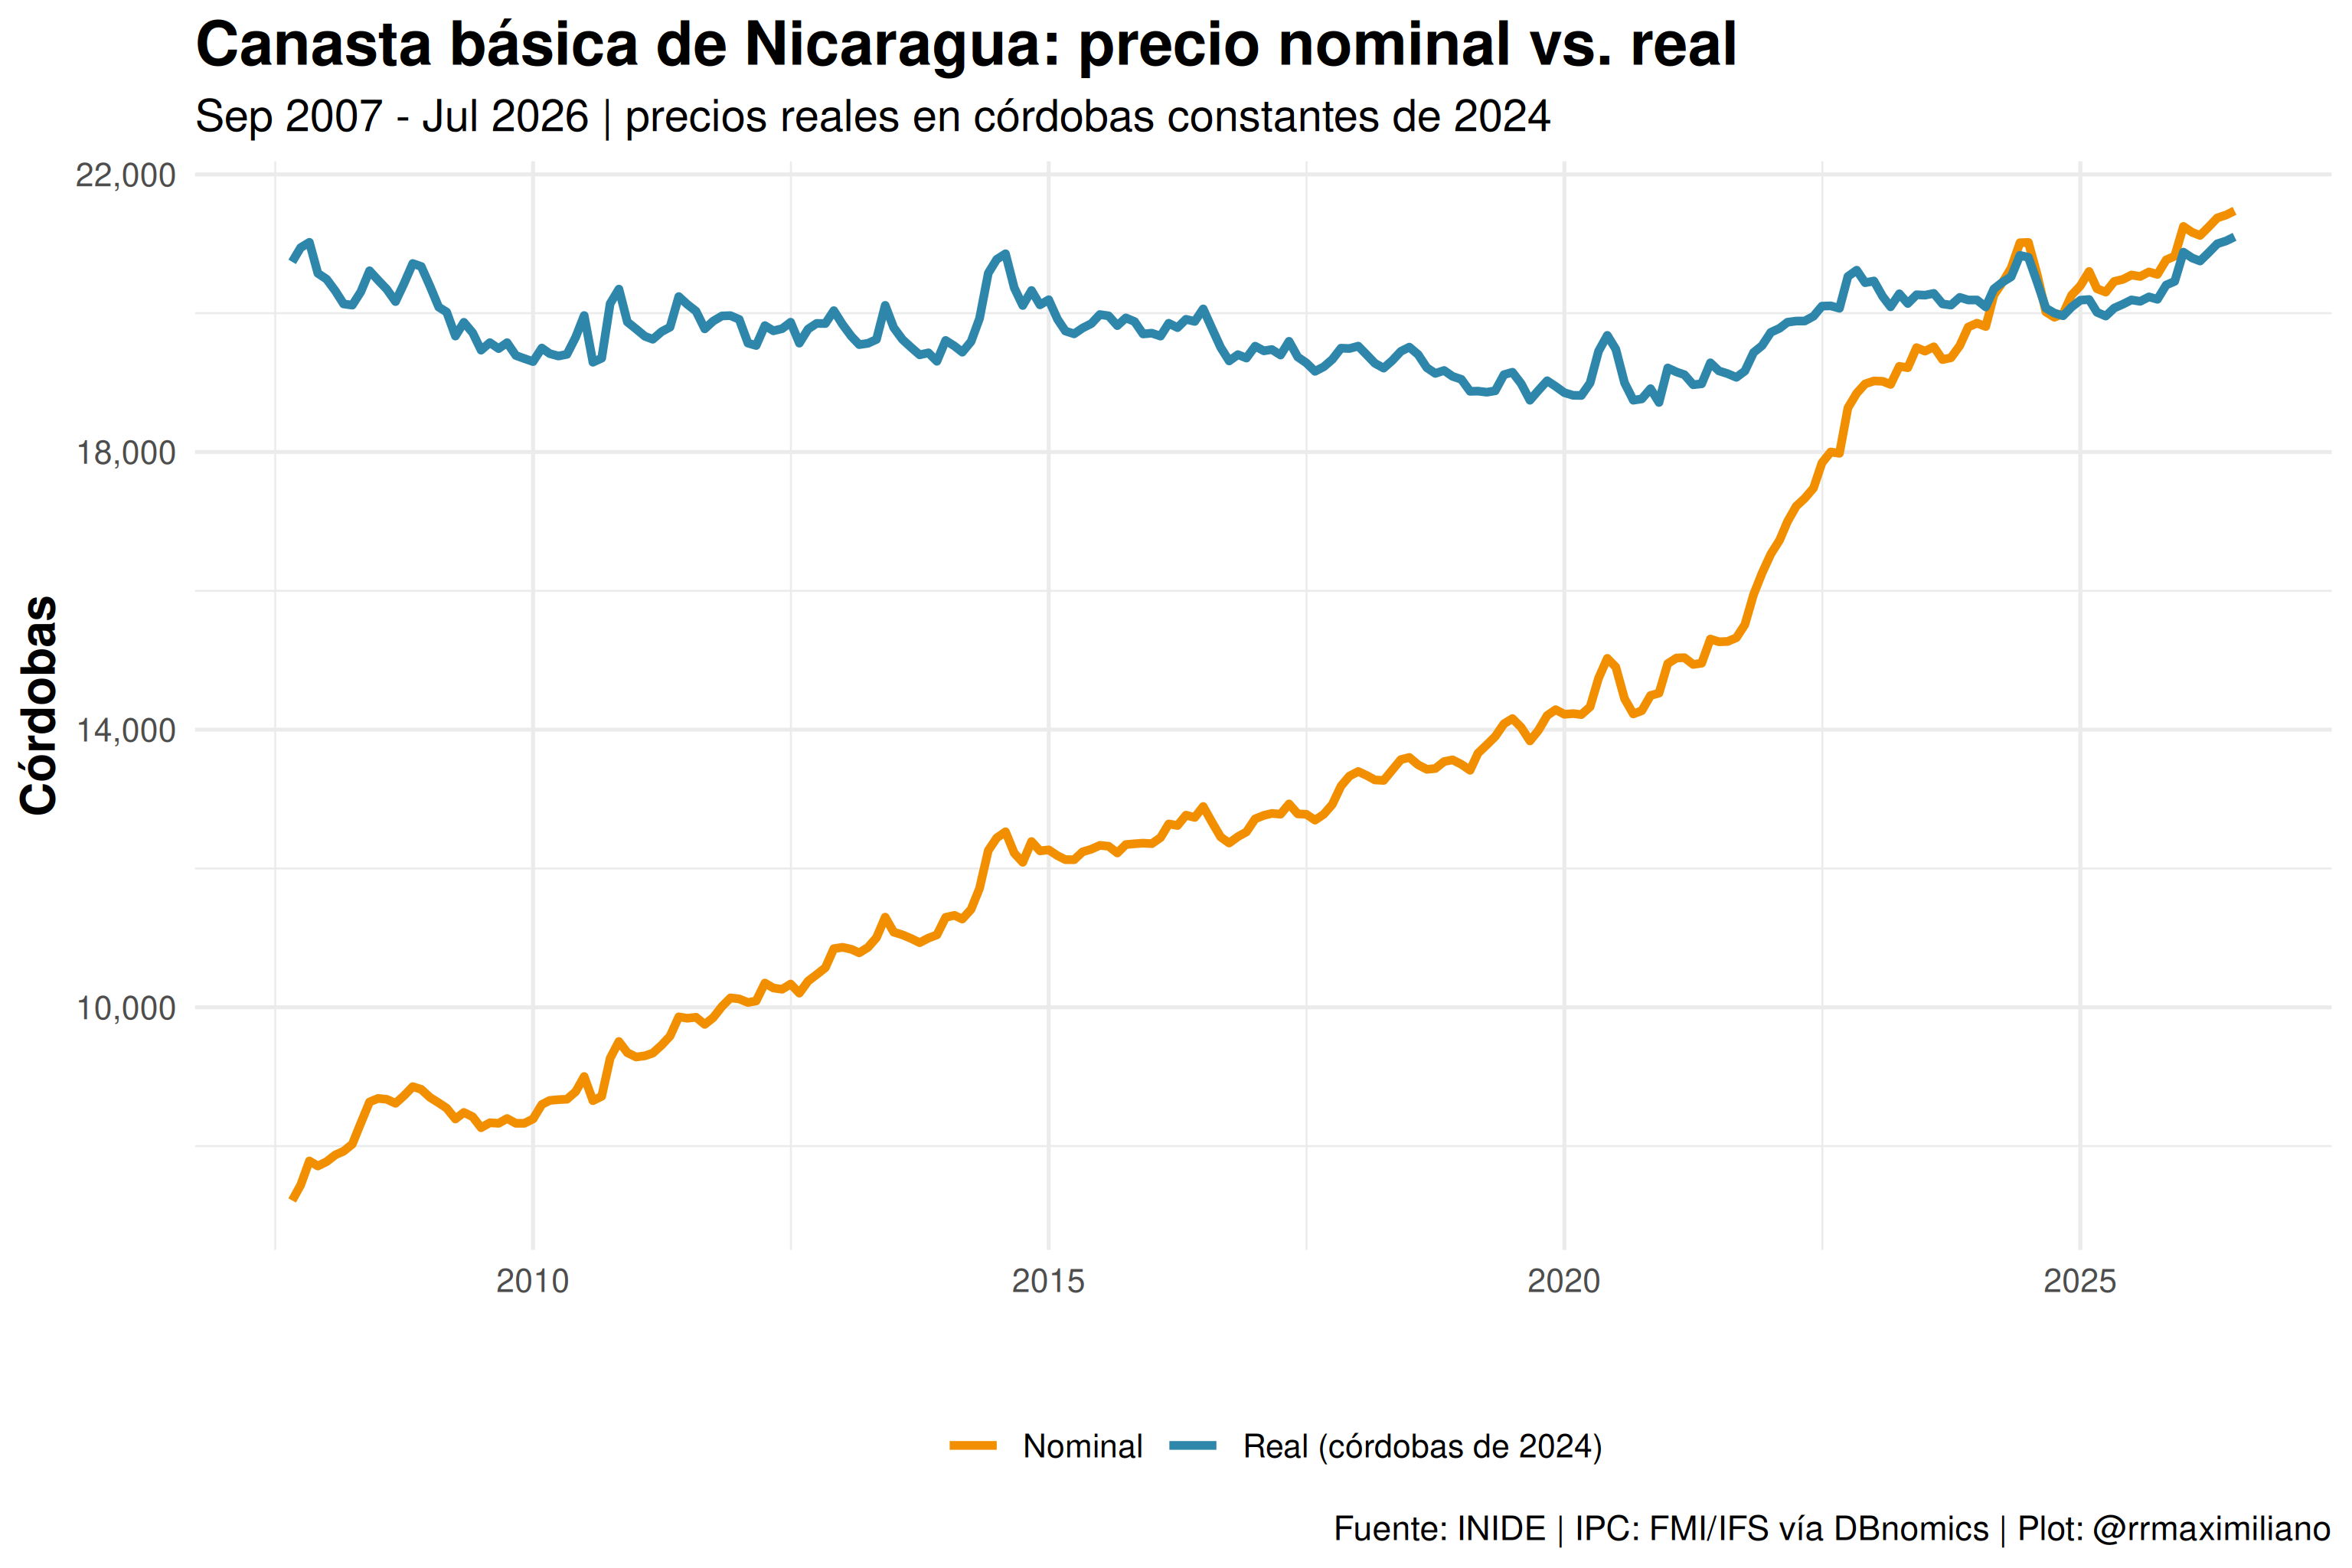 Canasta básica de Nicaragua: precio nominal vs. real
Sep 2007 - Jul 2026 | precios reales en córdobas constantes de 2024
Córdobas
22,000
18,000
14,000
10,000
2010
2015
2020
2025
Nominal
Real (córdobas de 2024)
Fuente: INIDE | IPC: FMI/IFS vía DBnomics | Plot: @rrmaximiliano